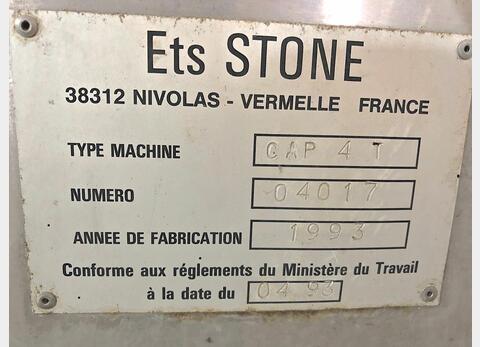 Ets STONE
38312 NIVOLAS - VERMELLE FRANCE
TYPE MACHINE CAP 4 T
NUMERO 04017
ANNEE DE FABRICATION 1993
Conforme aux réglements du Ministère du Travail
à la date du 04 93